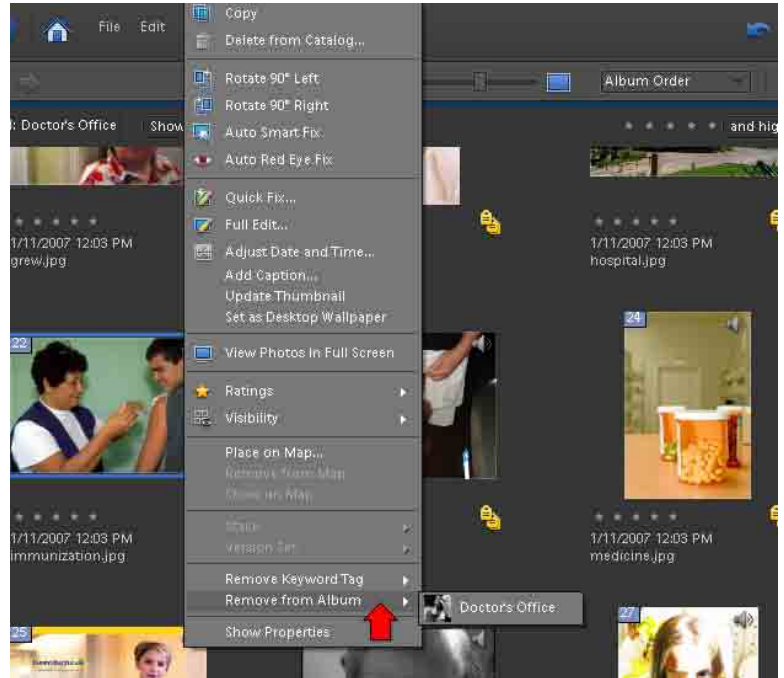 File Edit
Copy
Delete from Catalog...
Rotate 90° Left
Album Order
Rotate 90° Right
: Doctor's Office Show
Auto Smart Fix
and hig
Auto Red Eye Fix
Quick Fix...
Full Edit...
1/11/2007 12:03 PM
grew.jpg
Adjust Date and Time...
1/11/2007 12:03 PM
hospital.jpg
Add Caption...
Update Thumbnail
Set as Desktop Wallpaper
22
24
View Photos in Full Screen
Ratings
Visibility
Place on Map...
Remove from Map
Show on Map
1/11/2007 12:03 PM
immunization.jpg
Stack
Version Set
1/11/2007 12:03 PM
medicine.jpg
Remove Keyword Tag
Remove from Album
Doctor's Office
Show Properties
25
27